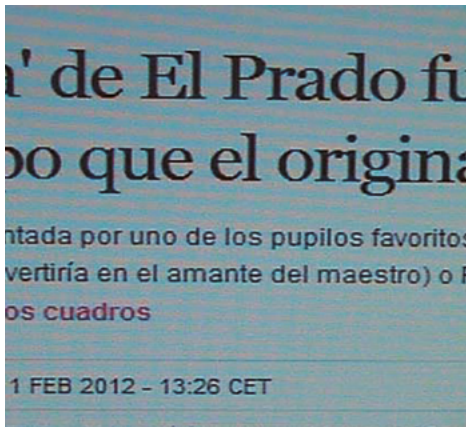 a' de El Prado fu
po que el origina
ntada por uno de los pupilos favoritos
vertiría en el amante del maestro) o
os cuadros
1 FEB 2012 - 13:26 CET